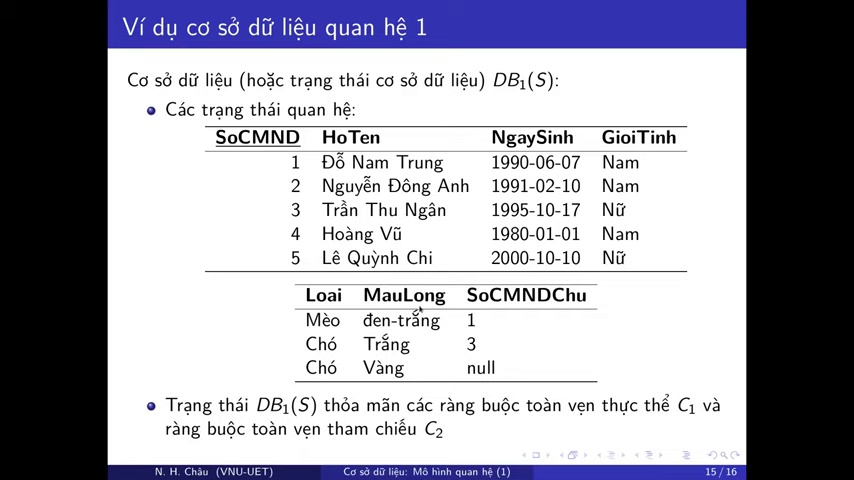 Ví dụ cơ sở dữ liệu quan hệ 1
Cơ sở dữ liệu (hoặc trạng thái cơ sở dữ liệu) DB₁(S):
Các trạng thái quan hệ:
SoCMND HoTen NgaySinh GioiTinh
1 Đỗ Nam Trung 1990-06-07 Nam
2 Nguyễn Đông Anh 1991-02-10 Nam
3 Trần Thu Ngân 1995-10-17 Nữ
4 Hoàng Vũ 1980-01-01 Nam
5 Lê Quỳnh Chi 2000-10-10 Nữ
Loai MauLong SoCMNDChu
Mèo đen-trắng 1
Chó Trắng 3
Chó Vàng null
Trạng thái DB₁(S) thỏa mãn các ràng buộc toàn vẹn thực thể C₁ và
ràng buộc toàn vẹn tham chiếu C₂
N. H. Châu (VNU-UET) Cơ sở dữ liệu: Mô hình quan hệ (1) 15 / 16